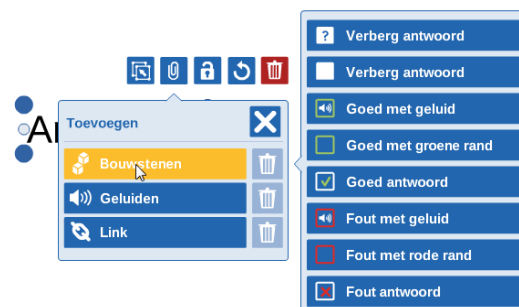 Verberg antwoord
Verberg antwoord
Goed met geluid
Goed met groene rand
Goed antwoord
Fout met geluid
Fout met rode rand
Fout antwoord
Toevoegen
Bouwstenen
Geluiden
Link